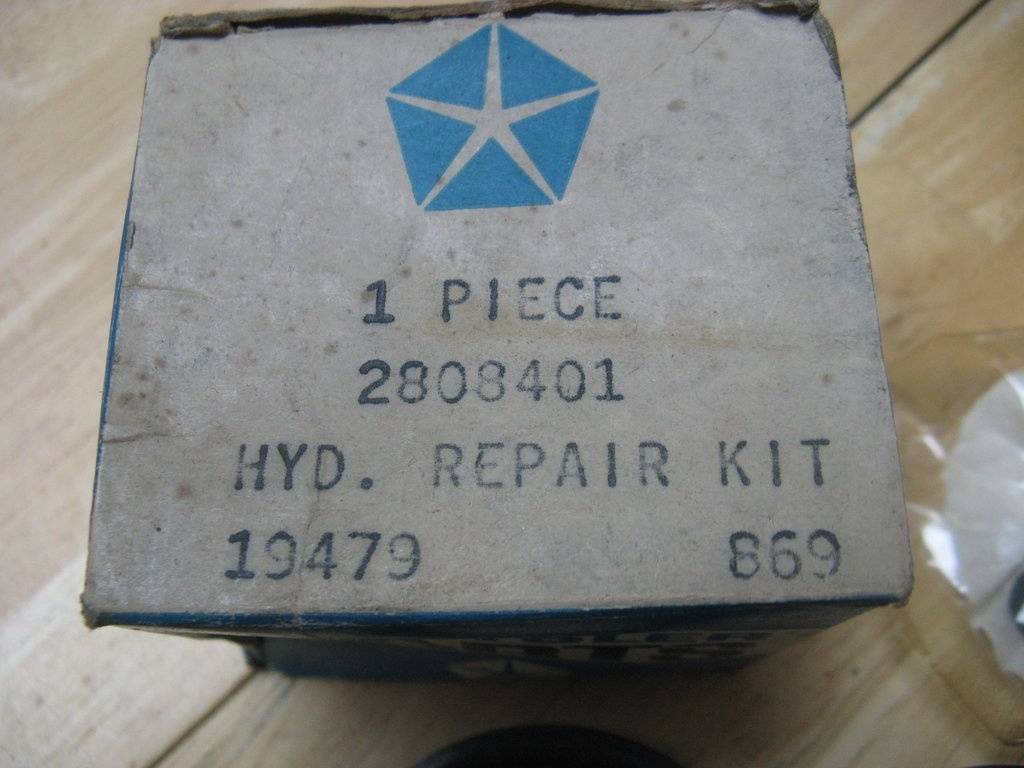 1 PIECE
2808401
HYD. REPAIR KIT
19479 869